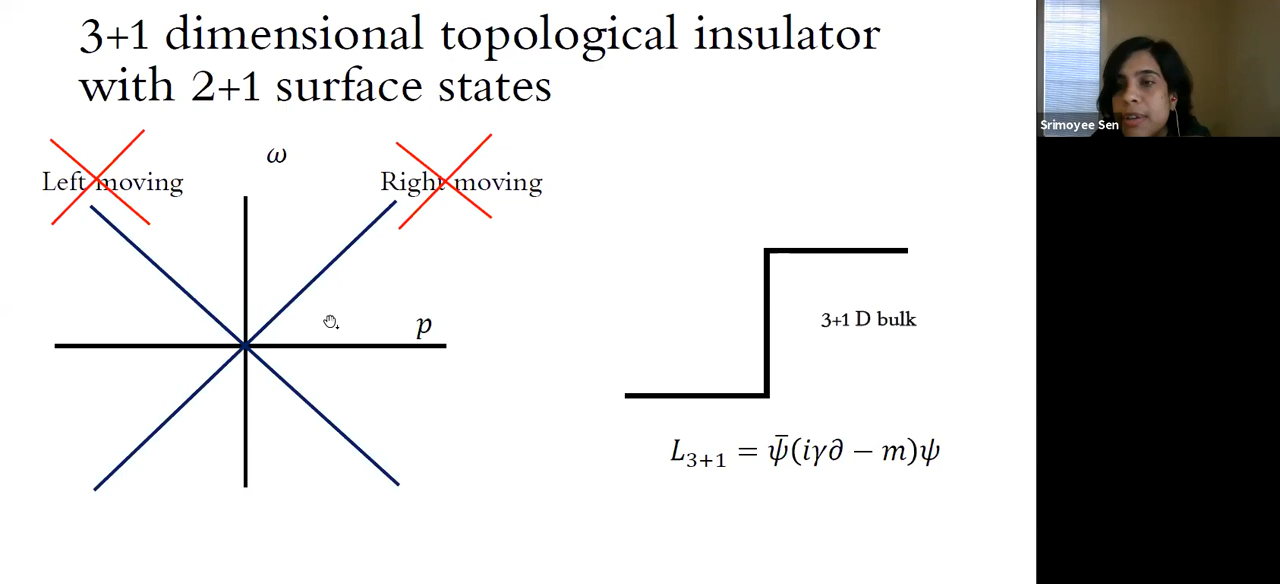 3+1 dimensional topological insulator
with 2+1 surface states
ω
Left moving
Right moving
p
3+1 D bulk
L₃₊₁ = ψ̄(iγ∂ − m)ψ
Srimoyee Sen